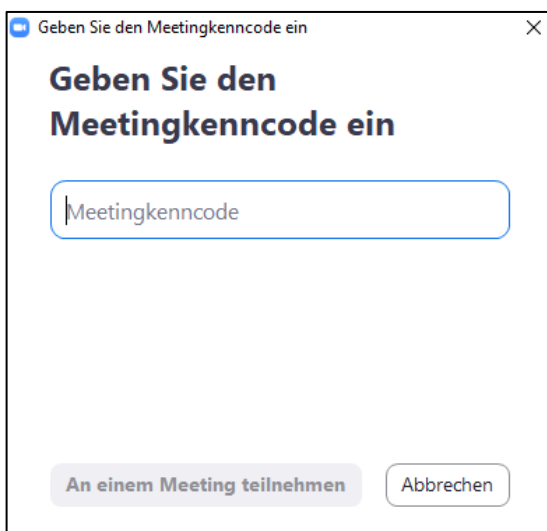 Geben Sie den Meetingkenncode ein
Geben Sie den
Meetingkenncode ein
Meetingkenncode
An einem Meeting teilnehmen Abbrechen